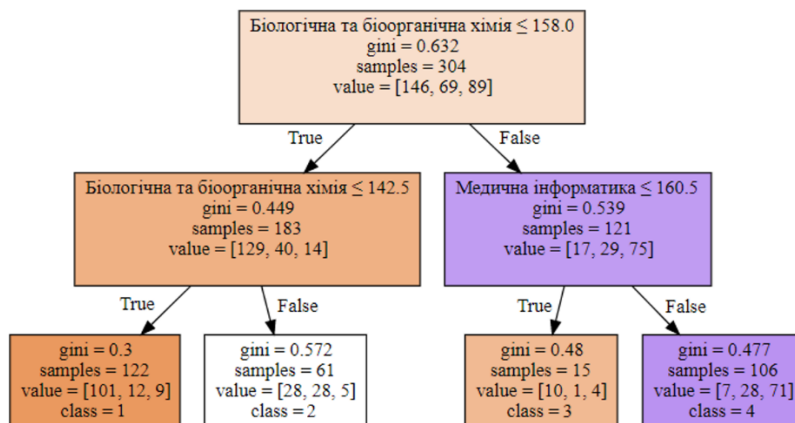 Біологічна та біоорганічна хімія ≤ 158.0
gini = 0.632
samples = 304
value = [146, 69, 89]
True
False
Біологічна та біоорганічна хімія ≤ 142.5
gini = 0.449
samples = 183
value = [129, 40, 14]
Медична інформатика ≤ 160.5
gini = 0.539
samples = 121
value = [17, 29, 75]
True
False
True
False
gini = 0.3
samples = 122
value = [101, 12, 9]
class = 1
gini = 0.572
samples = 61
value = [28, 28, 5]
class = 2
gini = 0.48
samples = 15
value = [10, 1, 4]
class = 3
gini = 0.477
samples = 106
value = [7, 28, 71]
class = 4